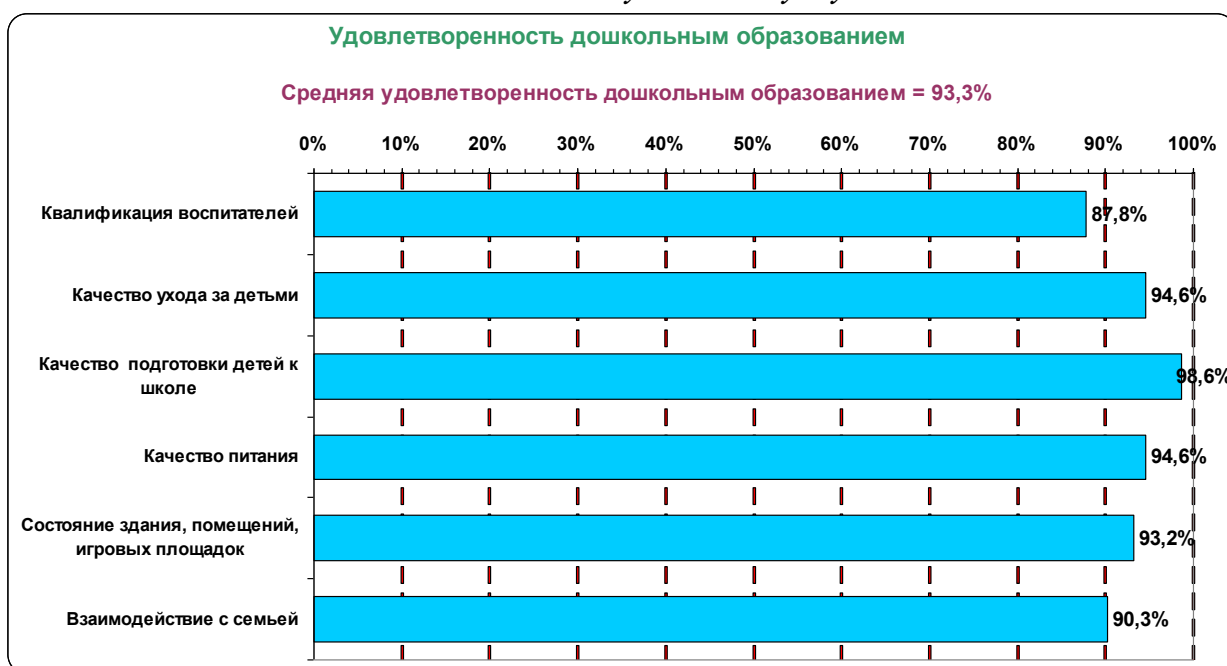 Удовлетворенность дошкольным образованием
Средняя удовлетворенность дошкольным образованием = 93,3%
0% 10% 20% 30% 40% 50% 60% 70% 80% 90% 100%
Квалификация воспитателей 87,8%
Качество ухода за детьми 94,6%
Качество подготовки детей к
школе 98,6%
Качество питания 94,6%
Состояние здания, помещений,
игровых площадок 93,2%
Взаимодействие с семьей 90,3%